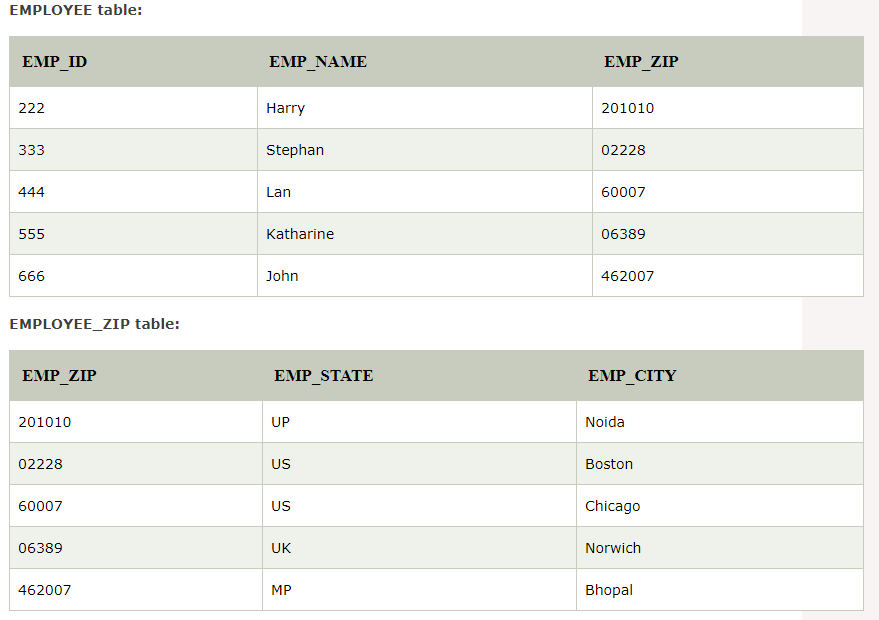 EMPLOYEE table:
EMP_ID EMP_NAME EMP_ZIP
222 Harry 201010
333 Stephan 02228
444 Lan 60007
555 Katharine 06389
666 John 462007
EMPLOYEE_ZIP table:
EMP_ZIP EMP_STATE EMP_CITY
201010 UP Noida
02228 US Boston
60007 US Chicago
06389 UK Norwich
462007 MP Bhopal